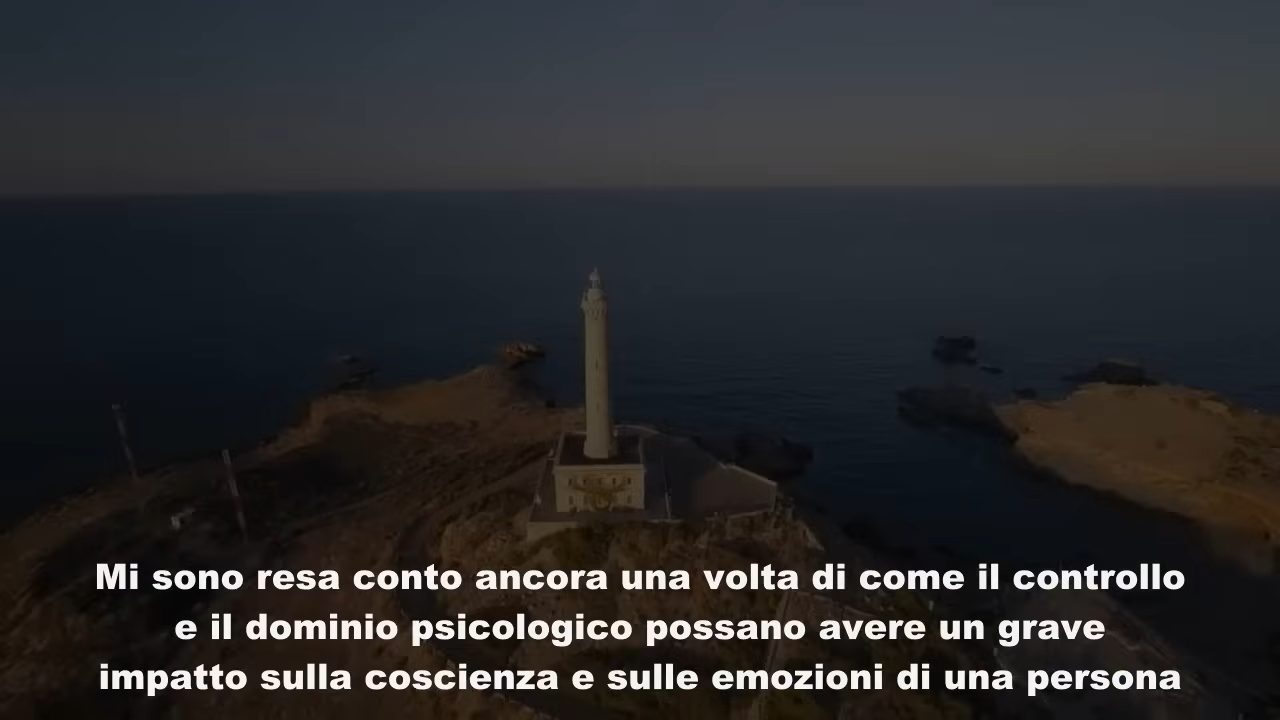 Mi sono resa conto ancora una volta di come il controllo
e il dominio psicologico possano avere un grave
impatto sulla coscienza e sulle emozioni di una persona